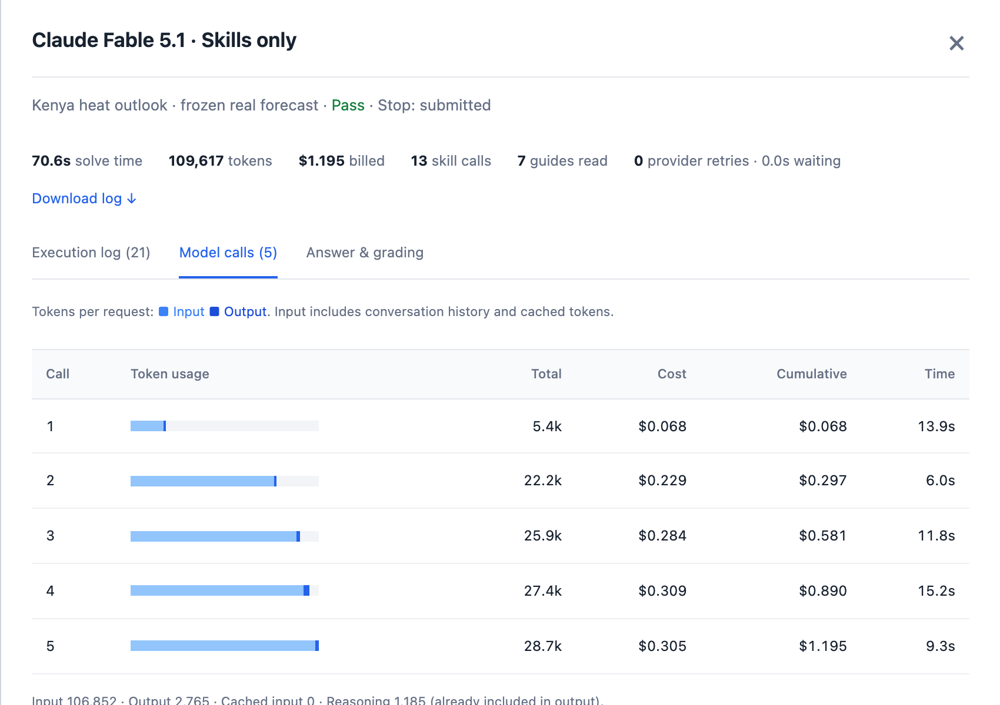 Claude Fable 5.1 · Skills only
Kenya heat outlook · frozen real forecast · Pass · Stop: submitted
70.6s solve time 109,617 tokens $1.195 billed 13 skill calls 7 guides read 0 provider retries · 0.0s waiting
Download log ↓
Execution log (21) Model calls (5) Answer & grading
Tokens per request: Input Output. Input includes conversation history and cached tokens.
Call Token usage Total Cost Cumulative Time
1 5.4k $0.068 $0.068 13.9s
2 22.2k $0.229 $0.297 6.0s
3 25.9k $0.284 $0.581 11.8s
4 27.4k $0.309 $0.890 15.2s
5 28.7k $0.305 $1.195 9.3s
Input 106,852 · Output 2,765 · Cached input 0 · Reasoning 1,185 (already included in output).